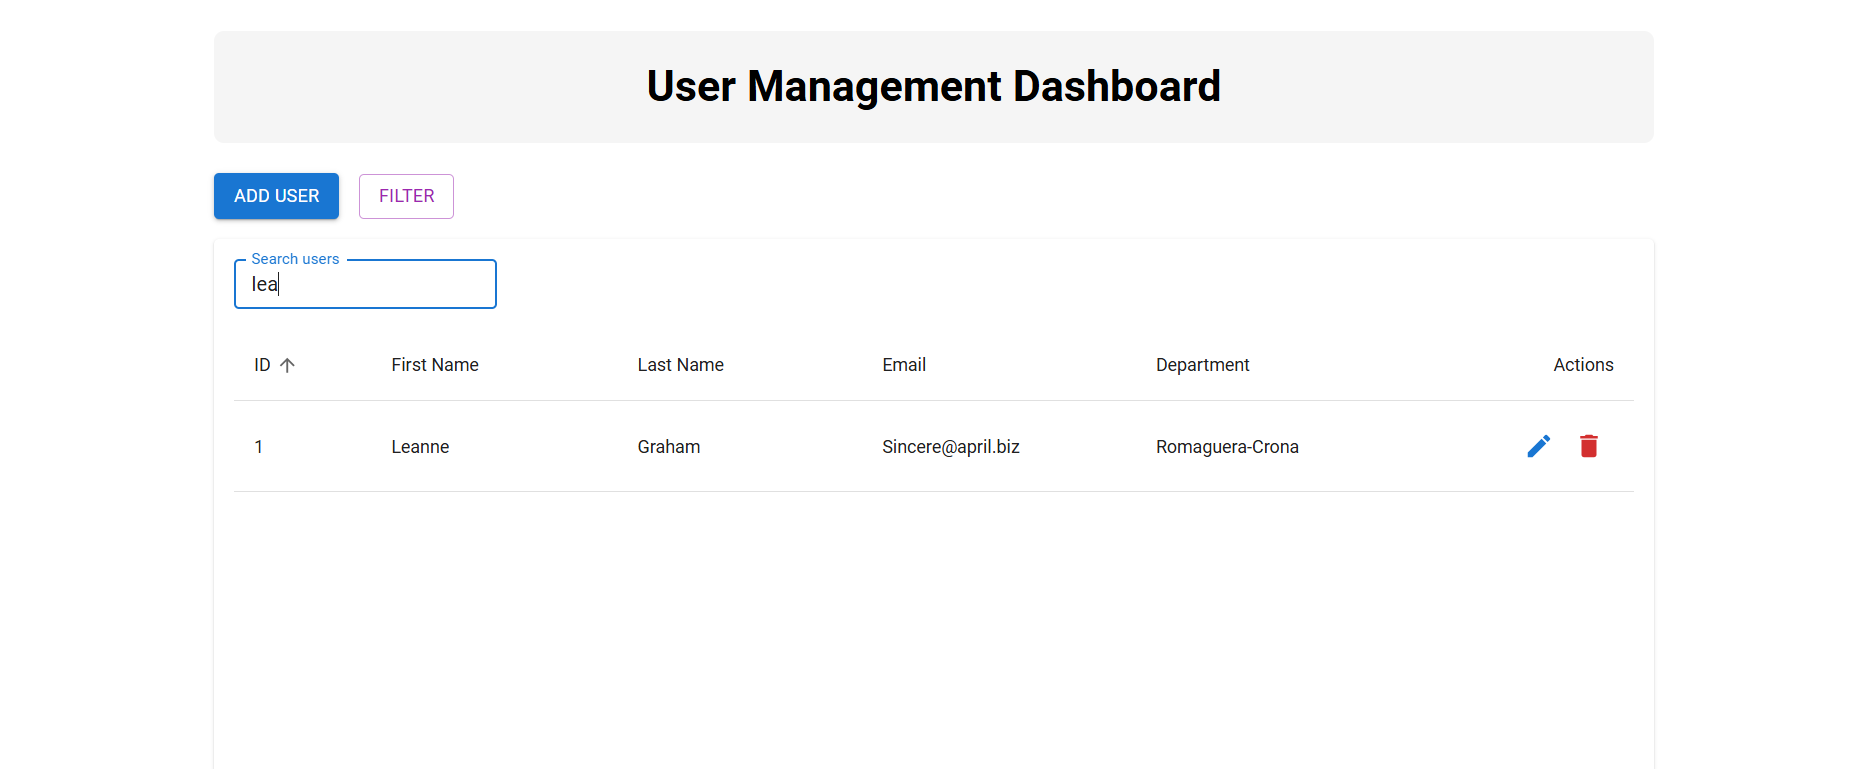 User Management Dashboard
ADD USER FILTER
Search users
lea
ID First Name Last Name Email Department Actions
1 Leanne Graham Sincere@april.biz Romaguera-Crona